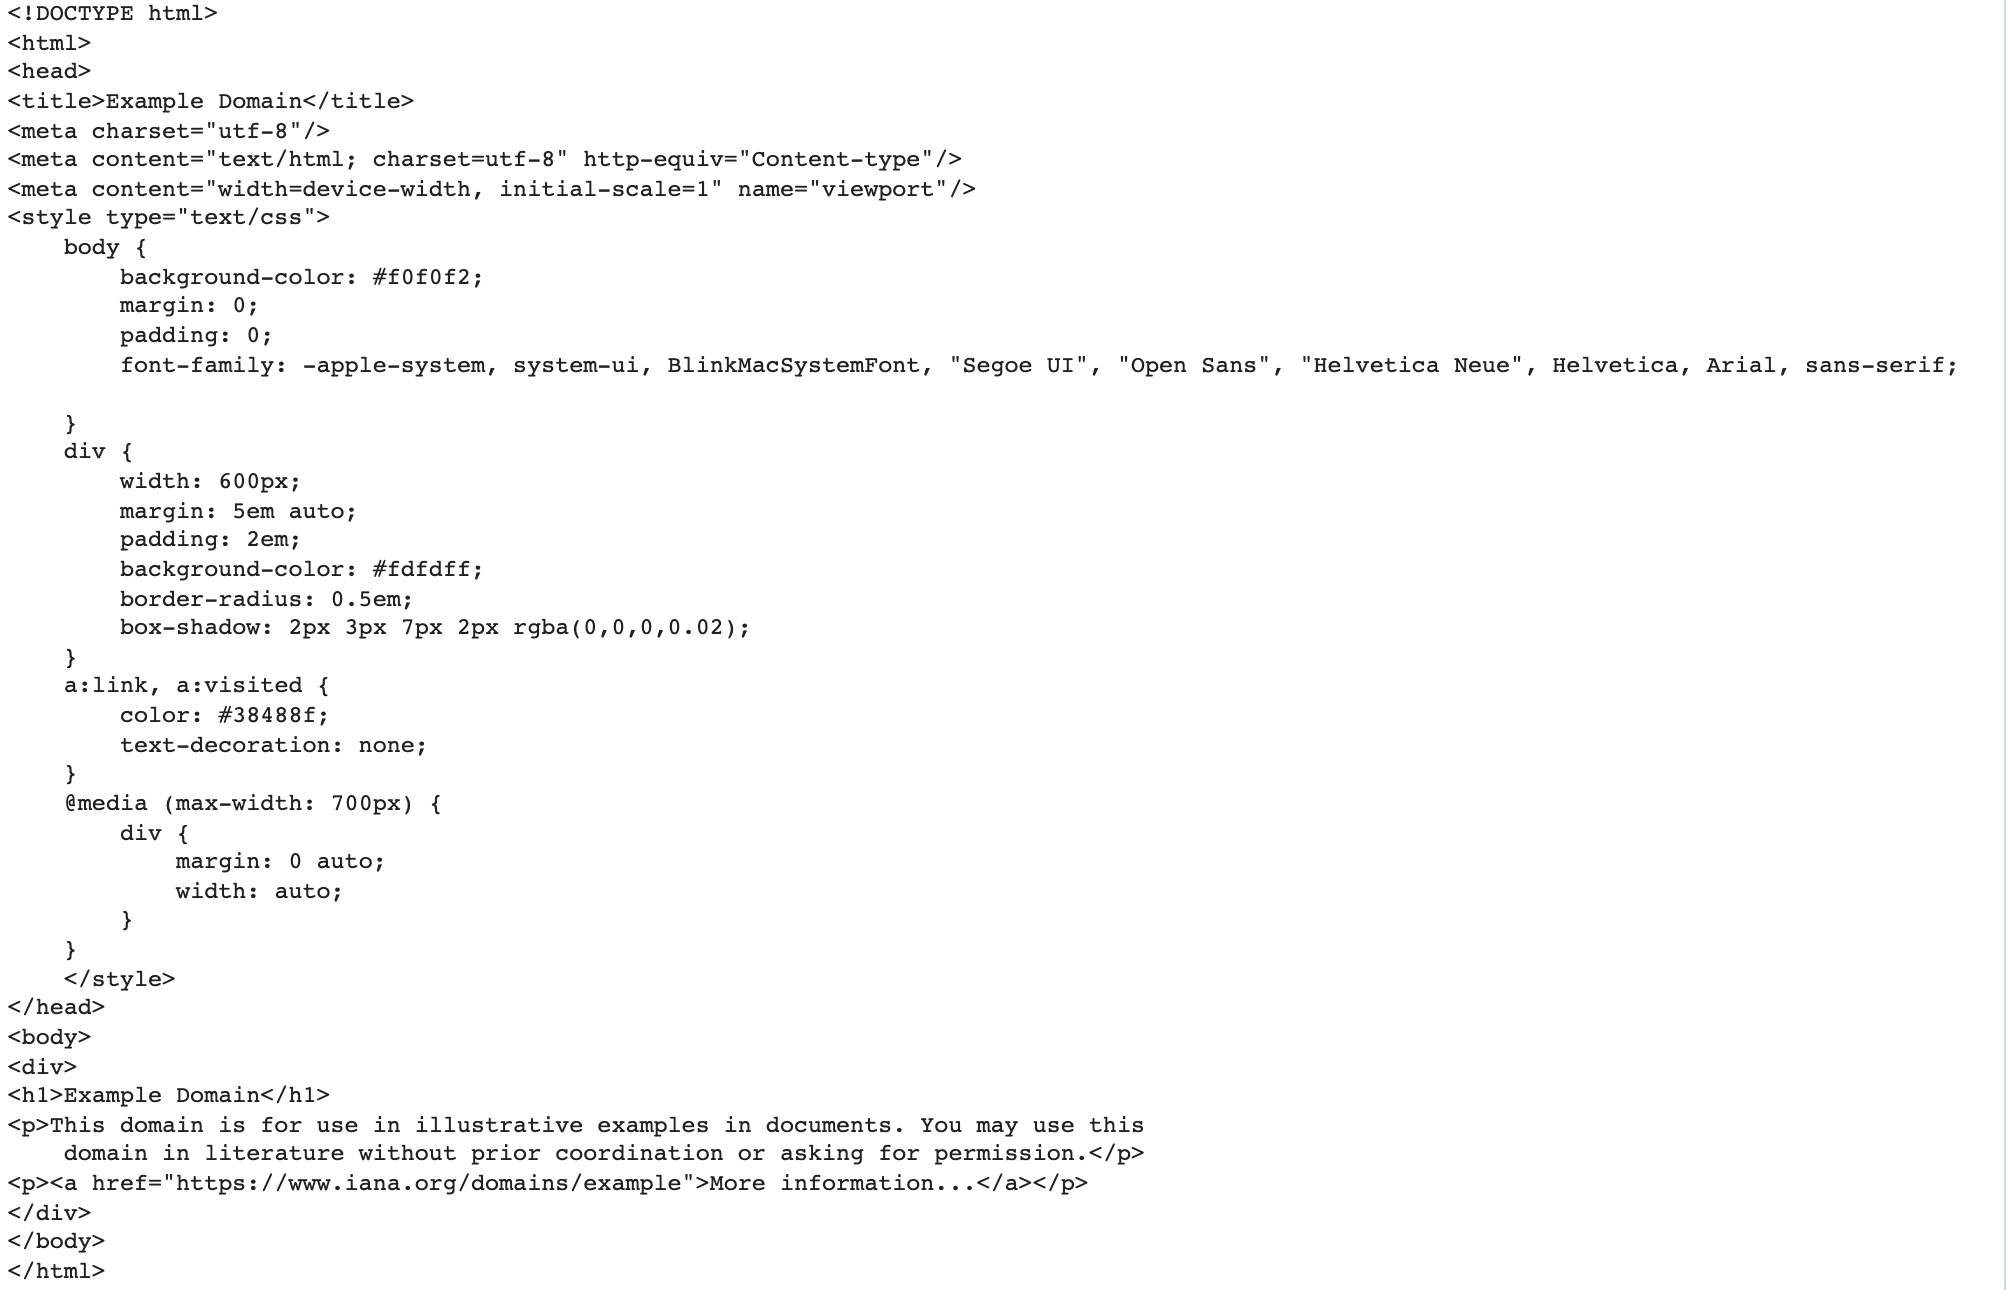 <!DOCTYPE html>
<html>
<head>
<title>Example Domain</title>
<meta charset="utf-8"/>
<meta content="text/html; charset=utf-8" http-equiv="Content-type"/>
<meta content="width=device-width, initial-scale=1" name="viewport"/>
<style type="text/css">
    body {
        background-color: #f0f0f2;
        margin: 0;
        padding: 0;
        font-family: -apple-system, system-ui, BlinkMacSystemFont, "Segoe UI", "Open Sans", "Helvetica Neue", Helvetica, Arial, sans-serif;

    }
    div {
        width: 600px;
        margin: 5em auto;
        padding: 2em;
        background-color: #fdfdff;
        border-radius: 0.5em;
        box-shadow: 2px 3px 7px 2px rgba(0,0,0,0.02);
    }
    a:link, a:visited {
        color: #38488f;
        text-decoration: none;
    }
    @media (max-width: 700px) {
        div {
            margin: 0 auto;
            width: auto;
        }
    }
    </style>
</head>
<body>
<div>
<h1>Example Domain</h1>
<p>This domain is for use in illustrative examples in documents. You may use this
    domain in literature without prior coordination or asking for permission.</p>
<p><a href="https://www.iana.org/domains/example">More information...</a></p>
</div>
</body>
</html>